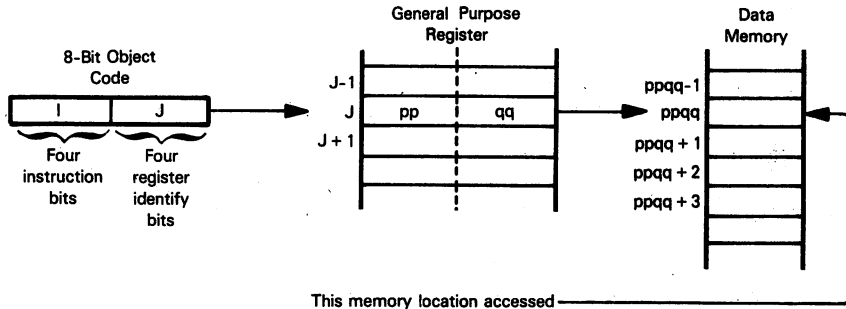 General Purpose
Register
Data
Memory
8-Bit Object
Code
I J
J-1
J pp qq
J + 1
ppqq-1
ppqq
ppqq + 1
ppqq + 2
ppqq + 3
Four
instruction
bits
Four
register
identify
bits
This memory location accessed